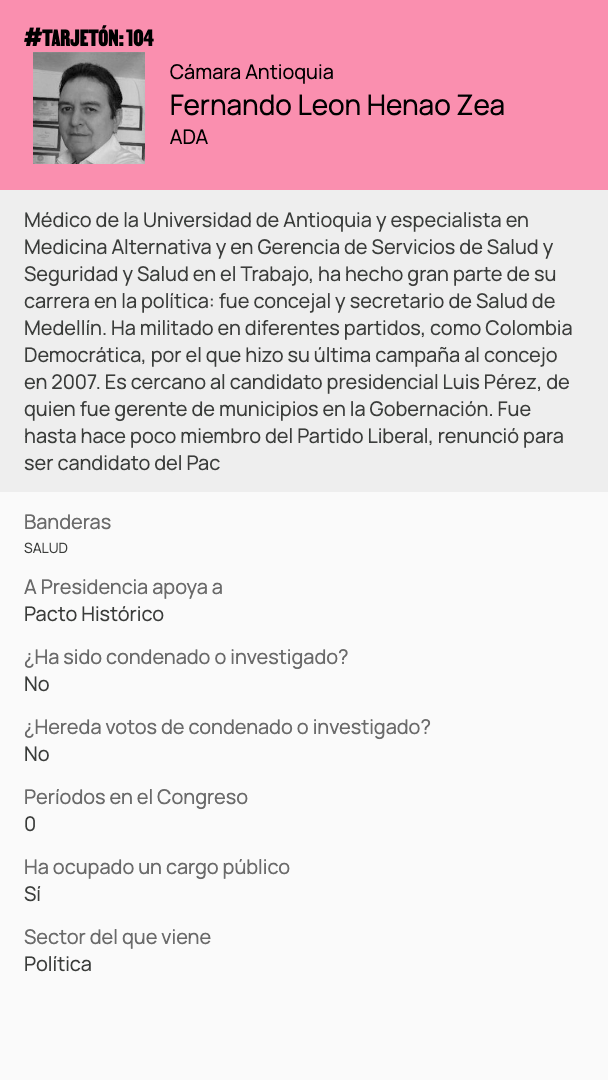 #TARJETÓN: 104
Cámara Antioquia
Fernando Leon Henao Zea
ADA
Médico de la Universidad de Antioquia y especialista en
Medicina Alternativa y en Gerencia de Servicios de Salud y
Seguridad y Salud en el Trabajo, ha hecho gran parte de su
carrera en la política: fue concejal y secretario de Salud de
Medellín. Ha militado en diferentes partidos, como Colombia
Democrática, por el que hizo su última campaña al concejo
en 2007. Es cercano al candidato presidencial Luis Pérez, de
quien fue gerente de municipios en la Gobernación. Fue
hasta hace poco miembro del Partido Liberal, renunció para
ser candidato del Pac
Banderas
SALUD
A Presidencia apoya a
Pacto Histórico
¿Ha sido condenado o investigado?
No
¿Hereda votos de condenado o investigado?
No
Períodos en el Congreso
0
Ha ocupado un cargo público
Sí
Sector del que viene
Política